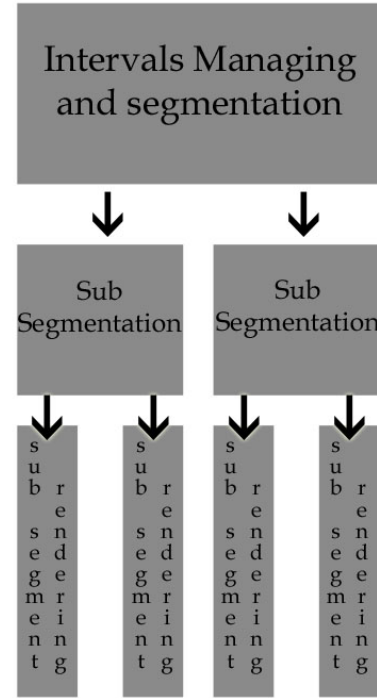 Intervals Managing
and segmentation
Sub
Segmentation
Sub
Segmentation
sub segment
rendering
sub segment
rendering
sub segment
rendering
sub segment
rendering